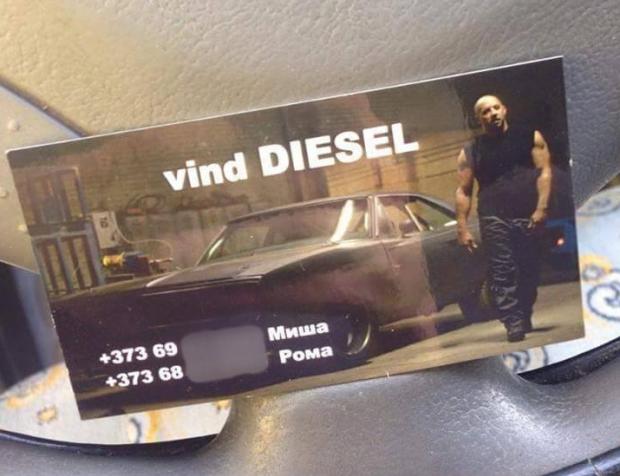 vind DIESEL
+373 69 Миша
+373 68 Рома